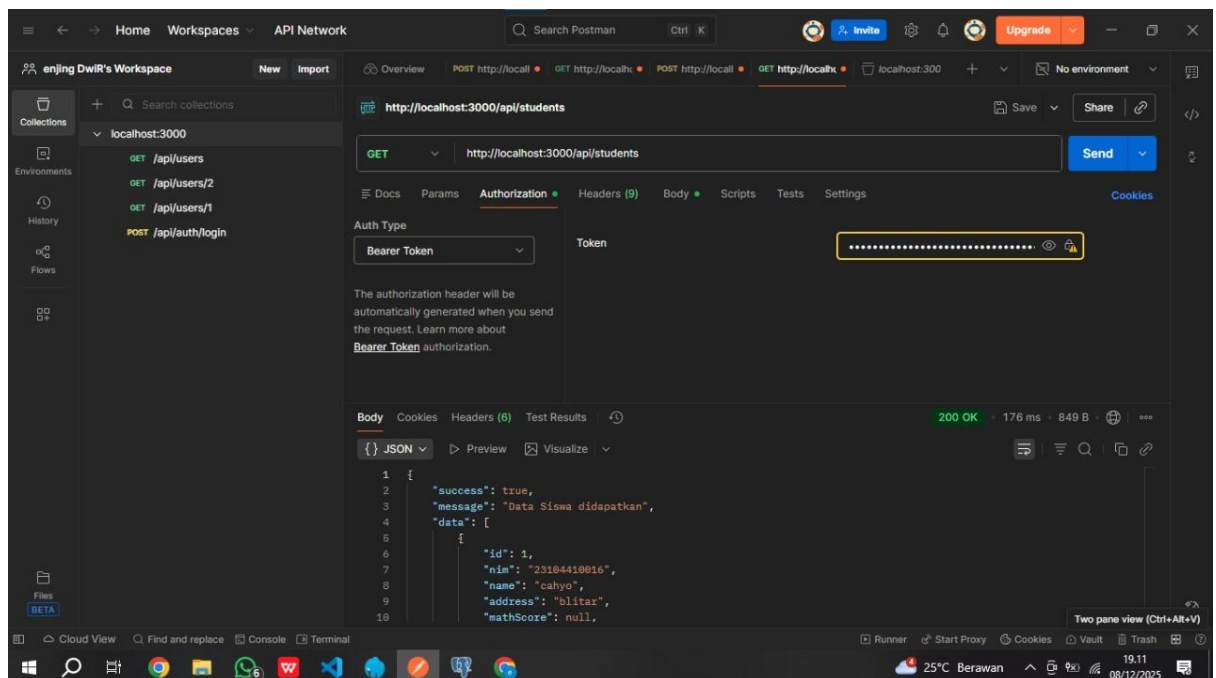 Home Workspaces API Network Search Postman Ctrl K Invite Upgrade
enjing DwiR's Workspace New Import Overview POST http://locall GET http://localhc POST http://locall GET http://localhc localhost:300 No environment
Collections
Search collections
http://localhost:3000/api/students Save Share
localhost:3000
GET /api/users
GET http://localhost:3000/api/students Send
Environments
GET /api/users/2
Docs Params Authorization Headers (9) Body Scripts Tests Settings Cookies
GET /api/users/1
History
POST /api/auth/login
Auth Type
Bearer Token
Token
Flows
The authorization header will be
automatically generated when you send
the request. Learn more about
Bearer Token authorization.
Body Cookies Headers (6) Test Results 200 OK 176 ms 849 B
{} JSON Preview Visualize
1 {
2 "success": true,
3 "message": "Data Siswa didapatkan",
4 "data": [
5 {
6 "id": 1,
7 "nim": "23104410016",
8 "name": "cahyo",
9 "address": "blitar",
10 "mathScore": null,
Files
BETA
Two pane view (Ctrl+Alt+V)
Cloud View Find and replace Console Terminal Runner Start Proxy Cookies Vault Trash
25°C Berawan
19.11
08/12/2025